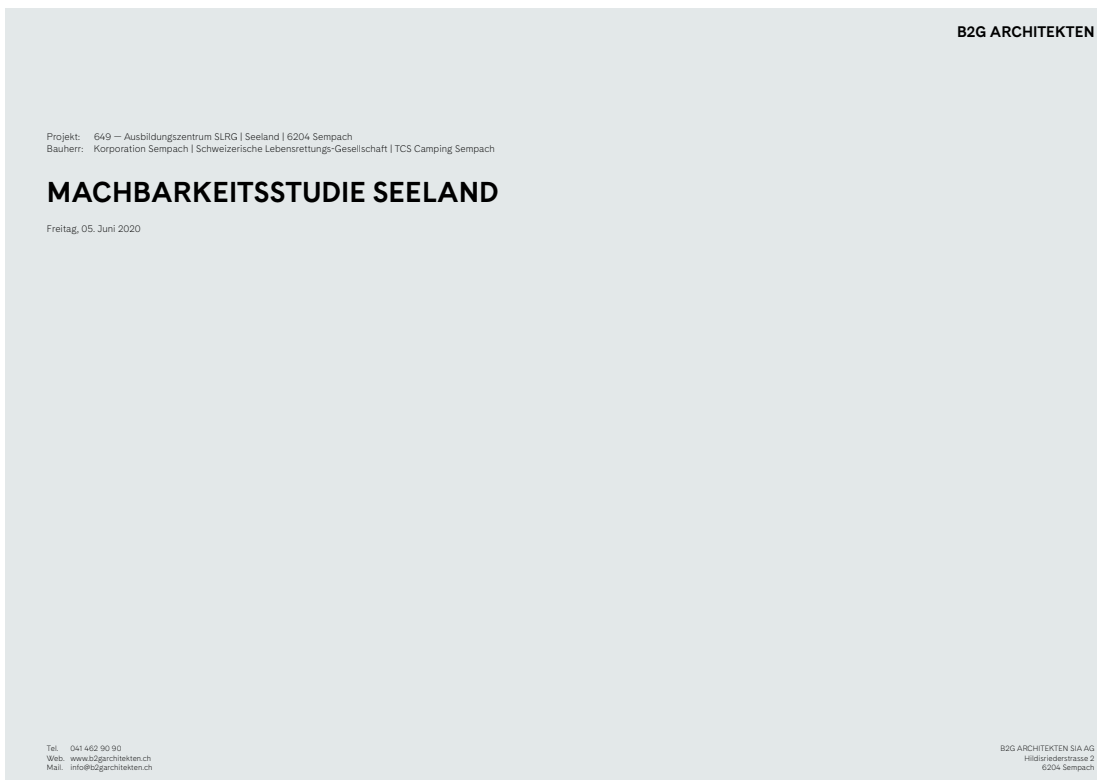 B2G ARCHITEKTEN
Projekt: 649 — Ausbildungszentrum SLRG | Seeland | 6204 Sempach
Bauherr: Korporation Sempach | Schweizerische Lebensrettungs-Gesellschaft | TCS Camping Sempach
MACHBARKEITSSTUDIE SEELAND
Freitag, 05. Juni 2020
Tel. 041 462 90 90
Web. www.b2garchitekten.ch
Mail. info@b2garchitekten.ch
B2G ARCHITEKTEN SIA AG
Hildisriederstrasse 2
6204 Sempach